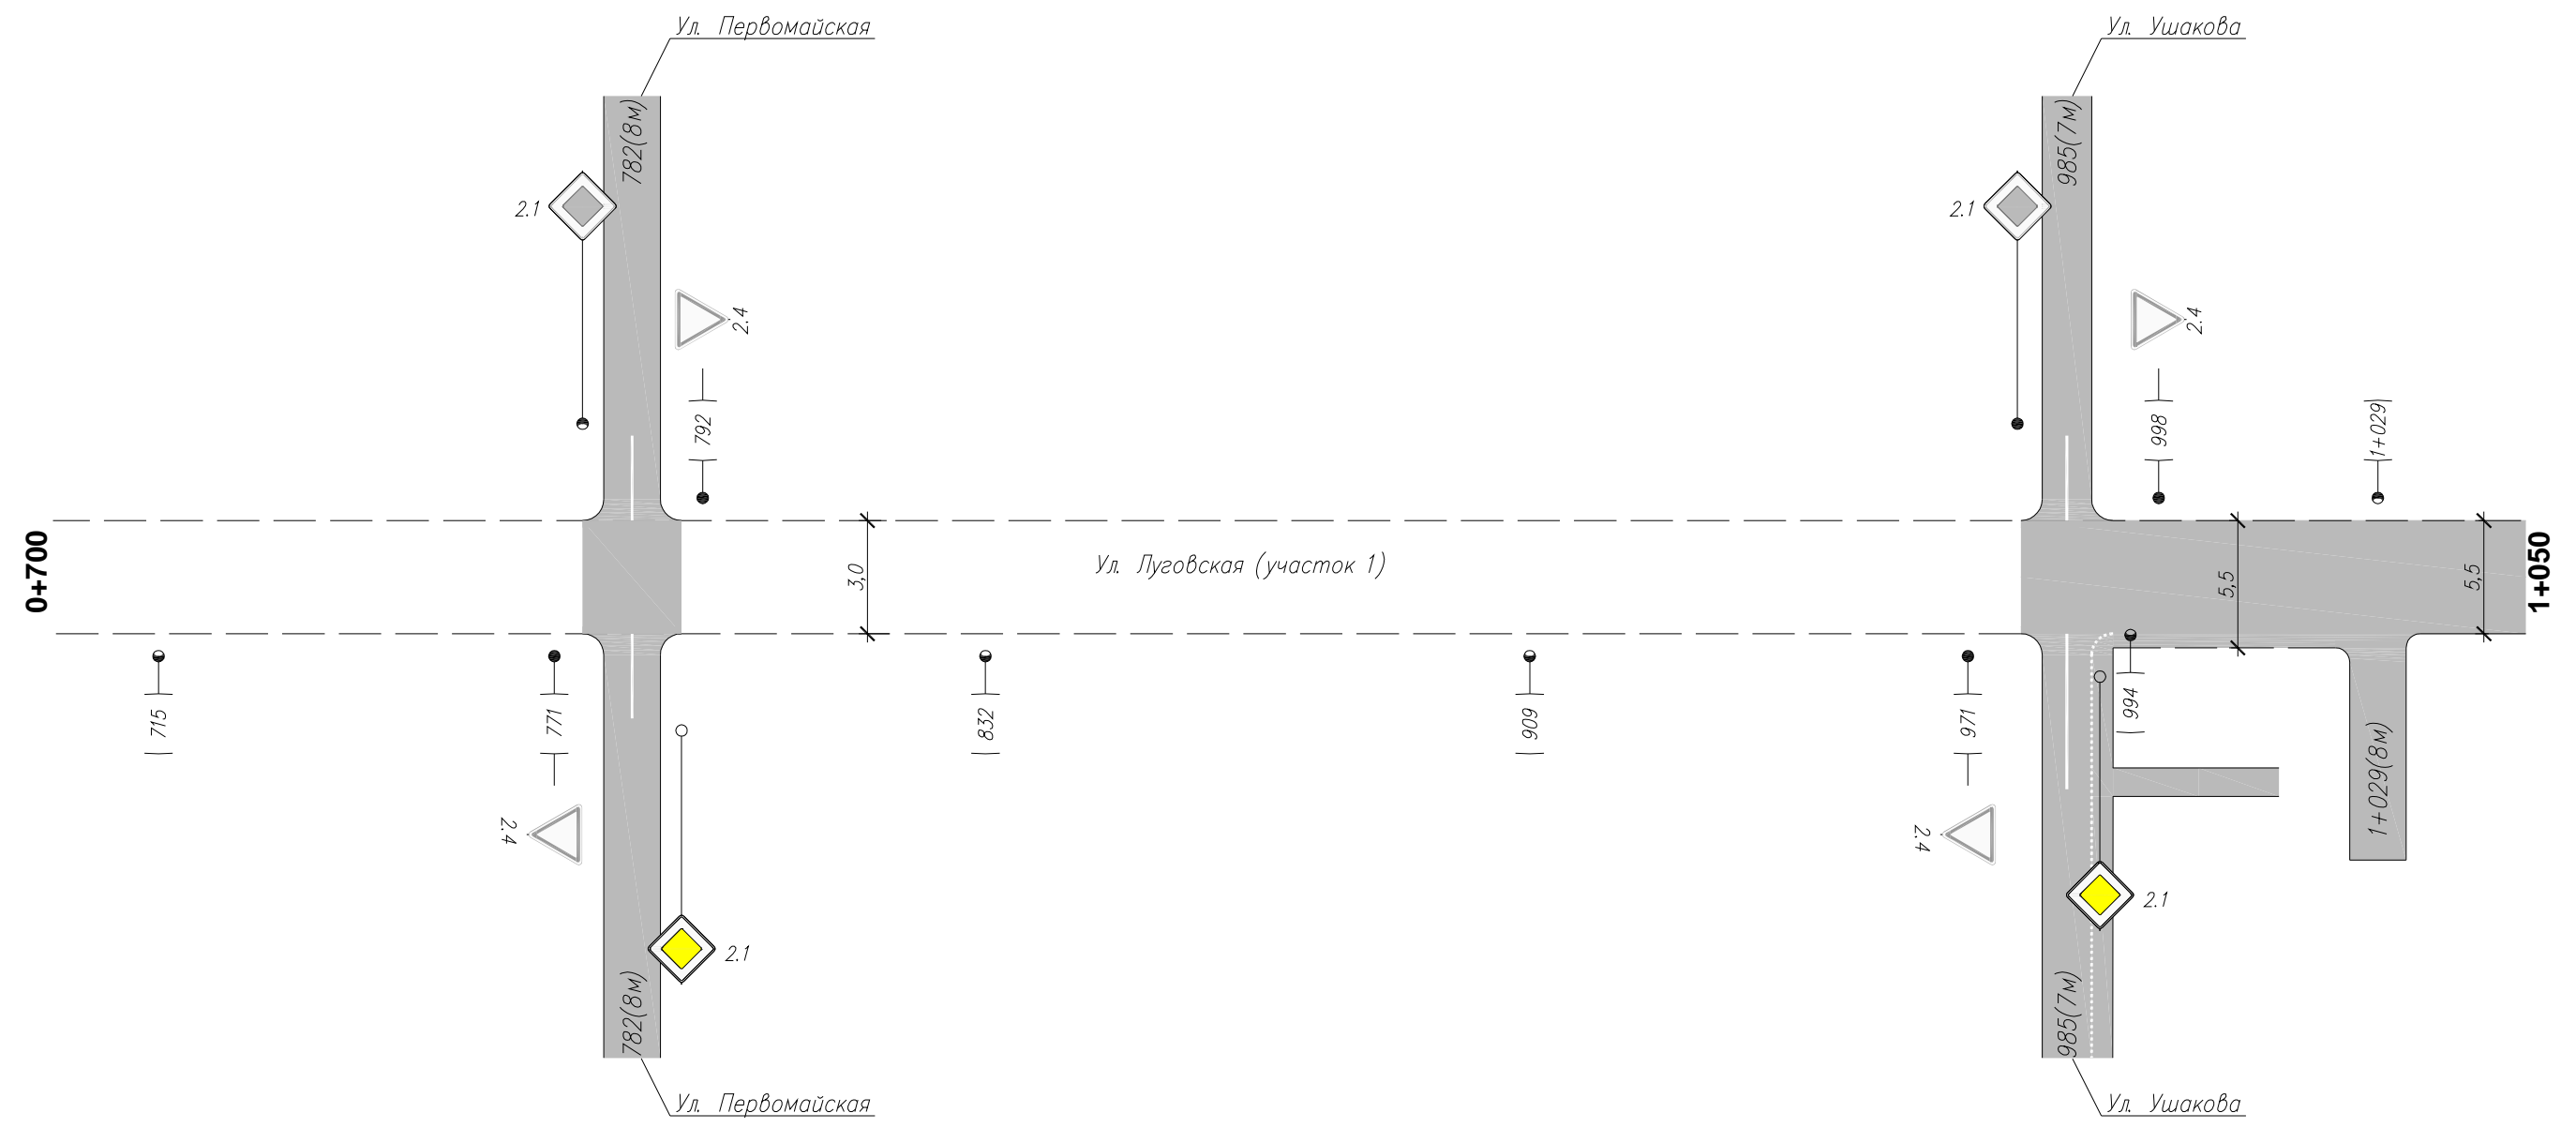 Ул. Первомайская
Ул. Ушакова
782(8м)
985(7м)
2.1
2.1
2.4
2.4
792
998
1+029
0+700
3,0
Ул. Луговская (участок 1)
5,5
5,5
1+050
715
771
832
909
971
994
1+029(8м)
2.4
2.4
2.1
2.1
782(8м)
985(7м)
Ул. Первомайская
Ул. Ушакова